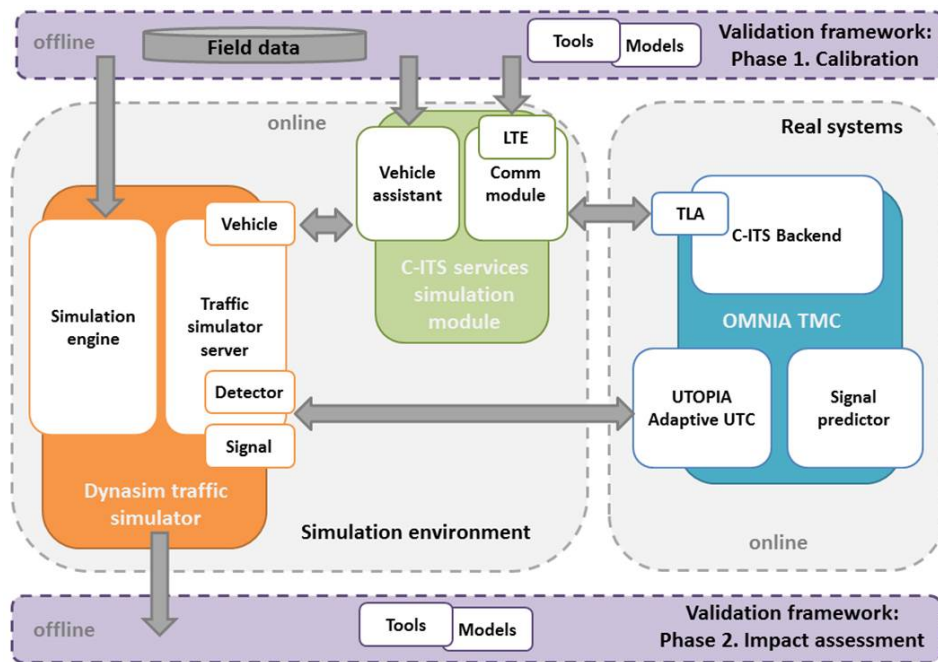 offline
Field data
Tools
Models
Validation framework:
Phase 1. Calibration
online
Real systems
LTE
Vehicle
assistant
Comm
module
Vehicle
TLA
C-ITS Backend
C-ITS services
simulation
module
Simulation
engine
Traffic
simulator
server
OMNIA TMC
Detector
Signal
UTOPIA
Adaptive UTC
Signal
predictor
Dynasim traffic
simulator
Simulation environment
online
offline
Tools
Models
Validation framework:
Phase 2. Impact assessment